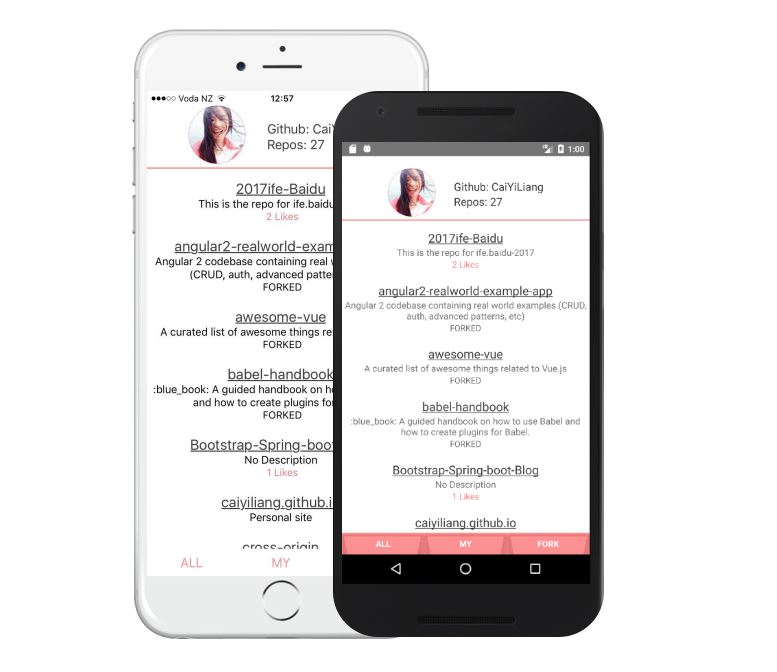 Voda NZ 12:57
Github: CaiY
Repos: 27
2017ife-Baidu
This is the repo for ife.baidu
2 Likes
angular2-realworld-exam
Angular 2 codebase containing real
(CRUD, auth, advanced patte
FORKED
awesome-vue
A curated list of awesome things re
FORKED
babel-handbook
:blue_book: A guided handbook on h
and how to create plugins for
FORKED
Bootstrap-Spring-boot
No Description
1 Likes
caiyiliang.github.i
Personal site
cross-origin
ALL MY
1:00
Github: CaiYiLiang
Repos: 27
2017ife-Baidu
This is the repo for ife.baidu-2017
2 Likes
angular2-realworld-example-app
Angular 2 codebase containing real world examples (CRUD,
auth, advanced patterns, etc)
FORKED
awesome-vue
A curated list of awesome things related to Vue.js
FORKED
babel-handbook
:blue_book: A guided handbook on how to use Babel and
how to create plugins for Babel.
FORKED
Bootstrap-Spring-boot-Blog
No Description
1 Likes
caiyiliang.github.io
ALL MY FORK